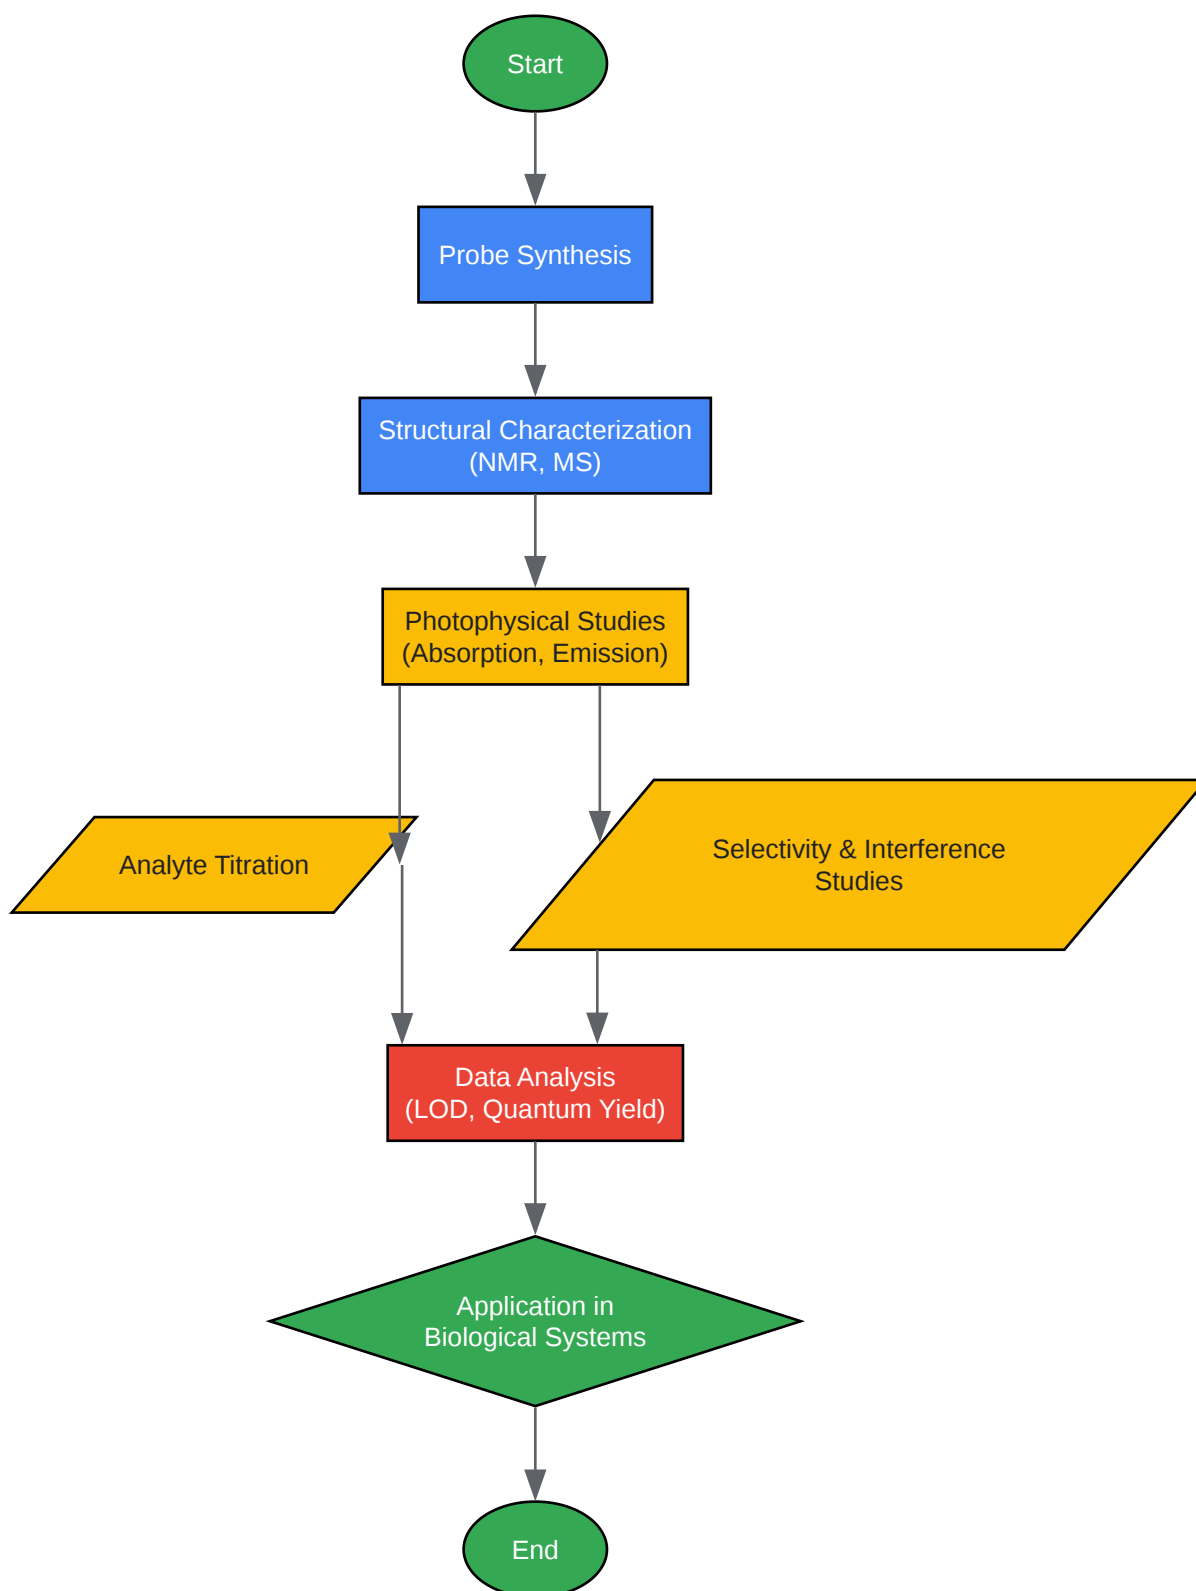 Start
Probe Synthesis
Structural Characterization
(NMR, MS)
Photophysical Studies
(Absorption, Emission)
Analyte Titration
Selectivity & Interference
Studies
Data Analysis
(LOD, Quantum Yield)
Application in
Biological Systems
End